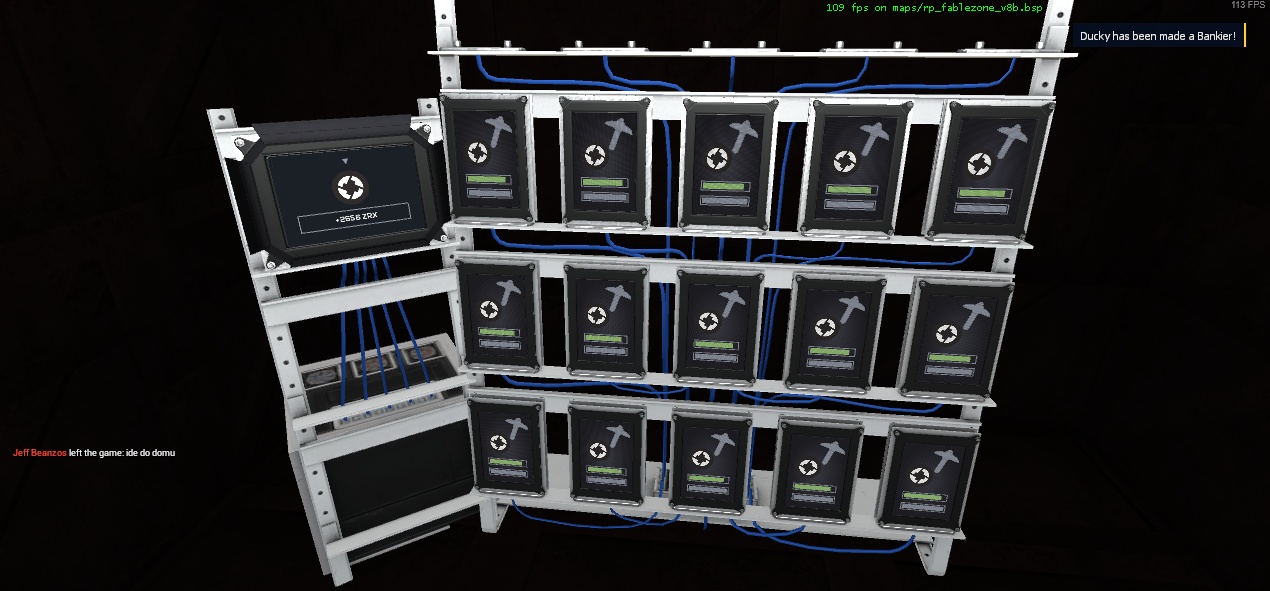 109 fps on maps/rp_fablezone_v8b.bsp
113 FPS
Ducky has been made a Bankier!
+2656 ZRX
Jeff Beanzos left the game: ide do domu